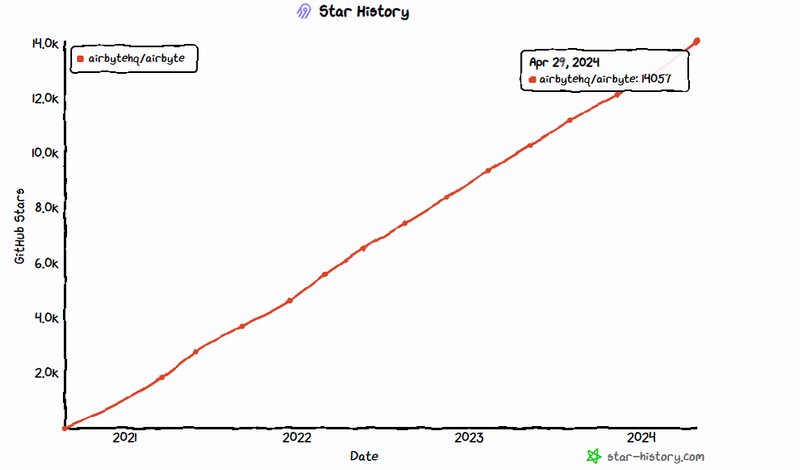 Star History
airbytehq/airbyte
Apr 29, 2024
airbytehq/airbyte: 14057
GitHub Stars
14.0k
12.0k
10.0k
8.0k
6.0k
4.0k
2.0k
2021
2022
2023
2024
Date
star-history.com